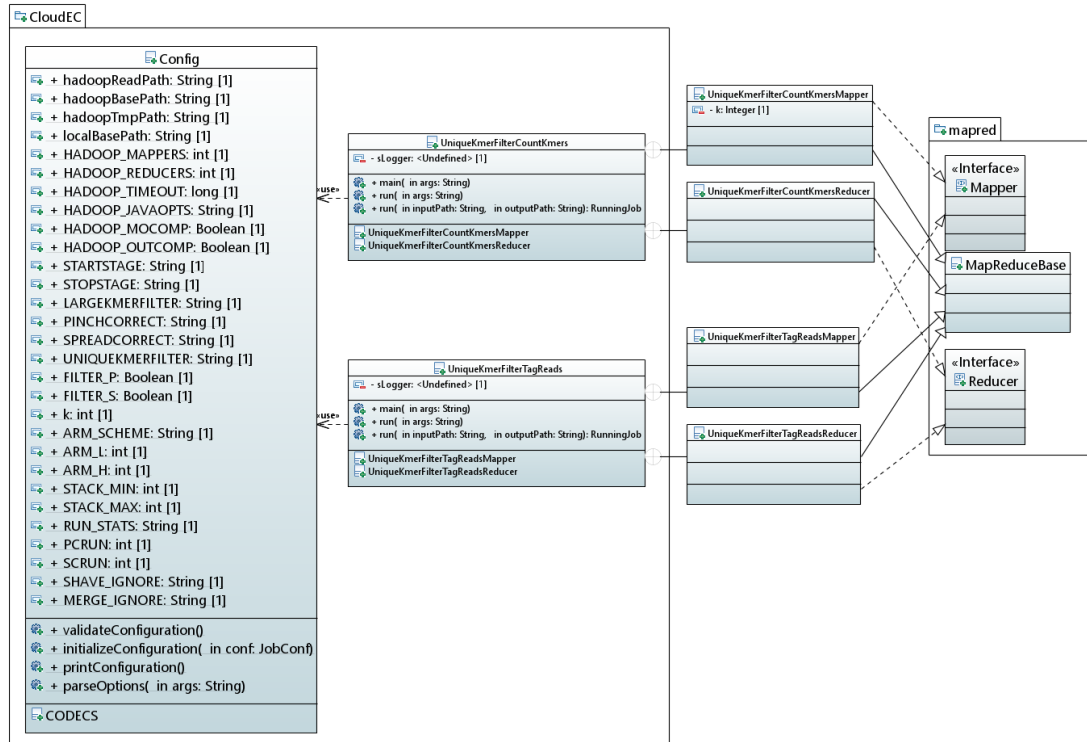 CloudEC
Config
+ hadoopReadPath: String [1]
+ hadoopBasePath: String [1]
+ hadoopTmpPath: String [1]
+ localBasePath: String [1]
+ HADOOP_MAPPERS: int [1]
+ HADOOP_REDUCERS: int [1]
+ HADOOP_TIMEOUT: long [1]
+ HADOOP_JAVAOPTS: String [1]
+ HADOOP_MOCOMP: Boolean [1]
+ HADOOP_OUTCOMP: Boolean [1]
+ STARTSTAGE: String [1]
+ STOPSTAGE: String [1]
+ LARGEKMERFILTER: String [1]
+ PINCHCORRECT: String [1]
+ SPREADCORRECT: String [1]
+ UNIQUEKMERFILTER: String [1]
+ FILTER_P: Boolean [1]
+ FILTER_S: Boolean [1]
+ k: int [1]
+ ARM_SCHEME: String [1]
+ ARM_L: int [1]
+ ARM_H: int [1]
+ STACK_MIN: int [1]
+ STACK_MAX: int [1]
+ RUN_STATS: String [1]
+ PCRUN: int [1]
+ SCRUN: int [1]
+ SHAVE_IGNORE: String [1]
+ MERGE_IGNORE: String [1]
+ validateConfiguration()
+ initializeConfiguration( in conf: JobConf)
+ printConfiguration()
+ parseOptions( in args: String)
CODECS
«use»
UniqueKmerFilterCountKmers
- sLogger: <Undefined> [1]
+ main( in args: String)
+ run( in args: String)
+ run( in inputPath: String, in outputPath: String): RunningJob
UniqueKmerFilterCountKmersMapper
UniqueKmerFilterCountKmersReducer
«use»
UniqueKmerFilterTagReads
- sLogger: <Undefined> [1]
+ main( in args: String)
+ run( in args: String)
+ run( in inputPath: String, in outputPath: String): RunningJob
UniqueKmerFilterTagReadsMapper
UniqueKmerFilterTagReadsReducer
UniqueKmerFilterCountKmersMapper
- k: Integer [1]
UniqueKmerFilterCountKmersReducer
UniqueKmerFilterTagReadsMapper
UniqueKmerFilterTagReadsReducer
mapred
«Interface»
Mapper
MapReduceBase
«Interface»
Reducer